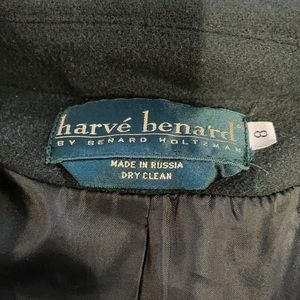 harvé benard®
BY BENARD HOLTZMAN
8
MADE IN RUSSIA
DRY CLEAN